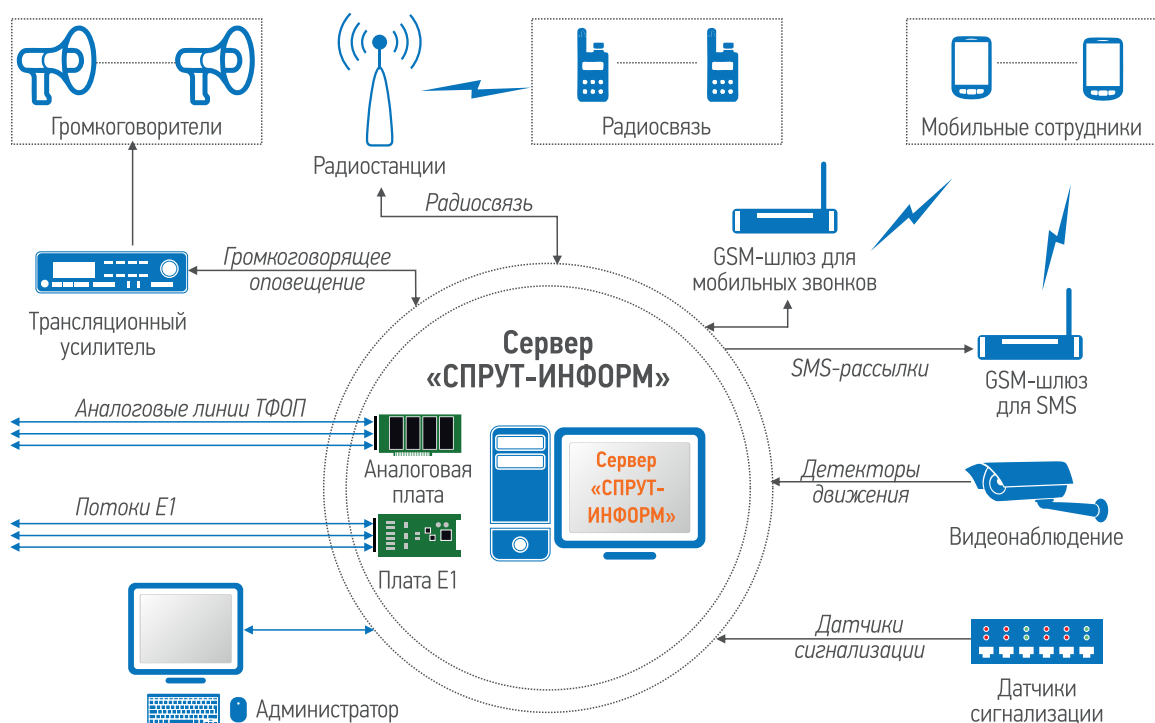 Громкоговорители
Радиостанции
Радиосвязь
Мобильные сотрудники
Радиосвязь
Громкоговорящее
оповещение
Трансляционный
усилитель
GSM-шлюз для
мобильных звонков
SMS-рассылки
GSM-шлюз
для SMS
Сервер
«СПРУТ-ИНФОРМ»
Аналоговые линии ТФОП
Аналоговая
плата
Сервер
«СПРУТ-
ИНФОРМ»
Детекторы
движения
Видеонаблюдение
Потоки Е1
Плата Е1
Датчики
сигнализации
Датчики
сигнализации
Администратор